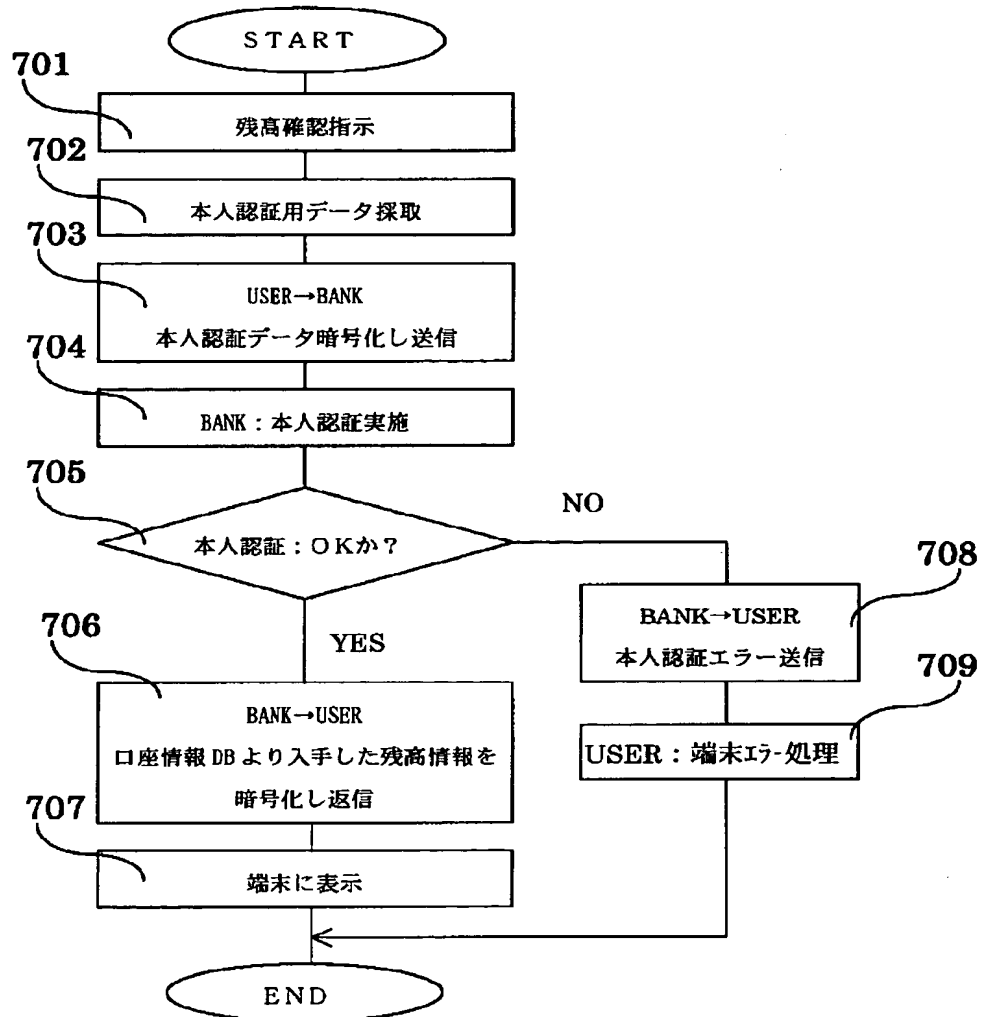 START
701
残高確認指示
702
本人認証用データ採取
703
USER→BANK
本人認証データ暗号化し送信
704
BANK：本人認証実施
705
本人認証：OKか？
NO
YES
706
BANK→USER
口座情報DBより入手した残高情報を
暗号化し返信
707
端末に表示
708
BANK→USER
本人認証エラー送信
709
USER：端末ｴﾗｰ処理
END